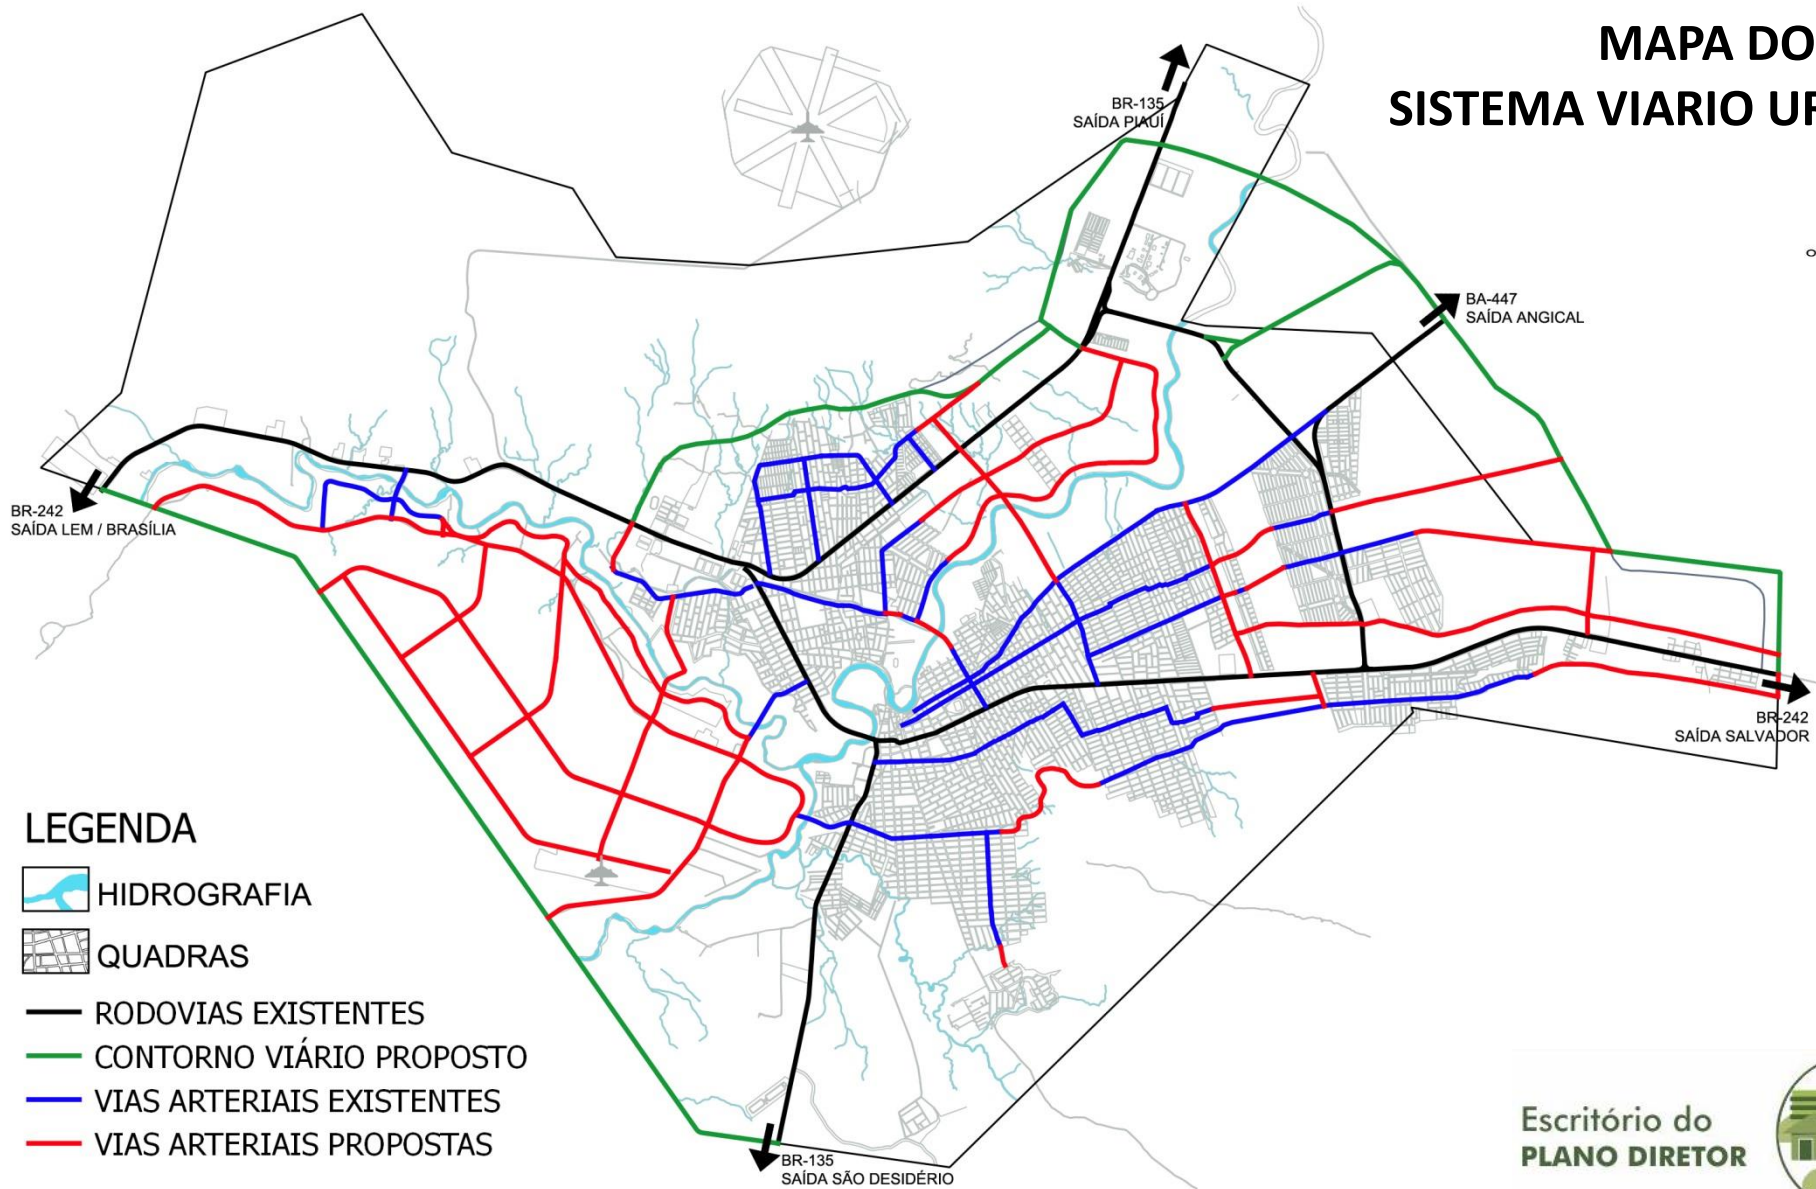 MAPA DO
SISTEMA VIARIO
BR-135
SAÍDA PIAUÍ
BA-447
SAÍDA ANGICAL
BR-242
SAÍDA LEM / BRASÍLIA
BR-242
SAÍDA SALVADOR
LEGENDA
HIDROGRAFIA
QUADRAS
RODOVIAS EXISTENTES
CONTORNO VIÁRIO PROPOSTO
VIAS ARTERIAIS EXISTENTES
VIAS ARTERIAIS PROPOSTAS
BR-135
SAÍDA SÃO DESIDÉRIO
Escritório do
PLANO DIRETOR